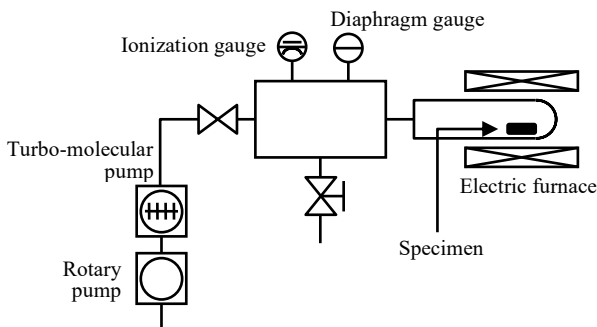 Diaphragm gauge
Ionization gauge
Turbo-molecular
pump
Electric furnace
Specimen
Rotary
pump